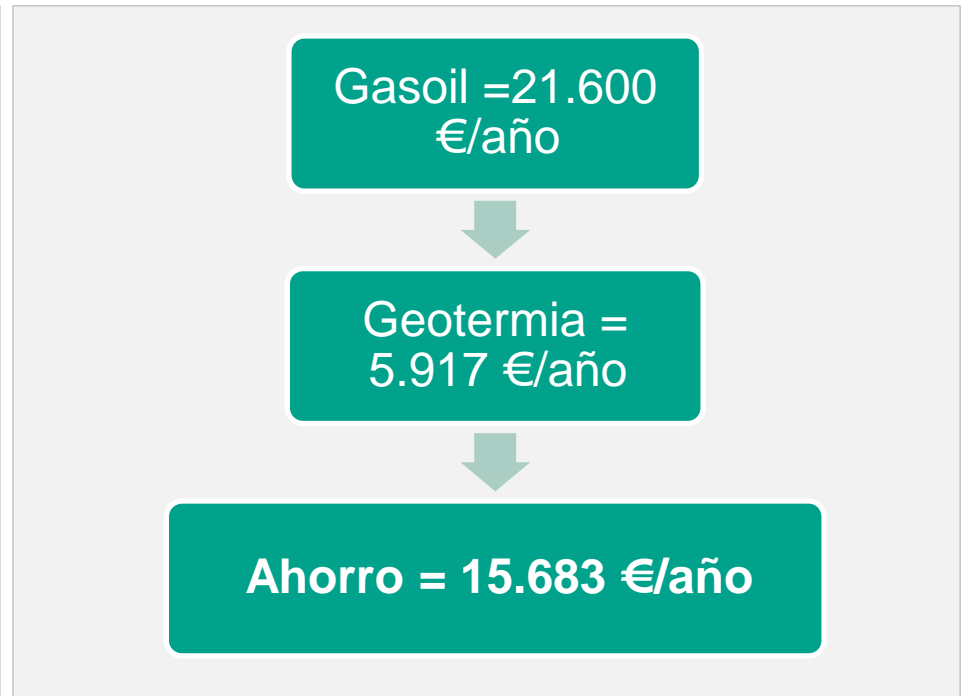 Gasoil =21.600
€/año
Geotermia =
5.917 €/año
Ahorro = 15.683 €/año